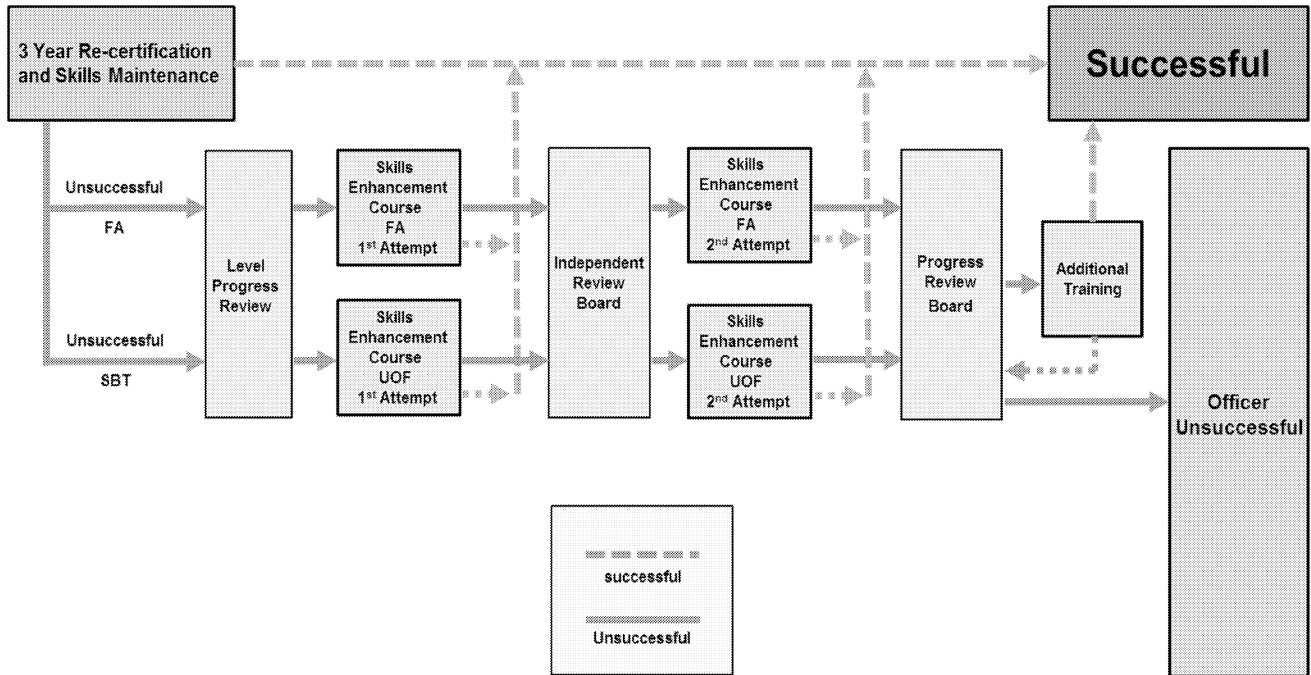 3 Year Re-certification
and Skills Maintenance
Successful
Unsuccessful
FA
Unsuccessful
SBT
Level
Progress
Review
Skills
Enhancement
Course
FA
1st Attempt
Skills
Enhancement
Course
UOF
1st Attempt
Independent
Review
Board
Skills
Enhancement
Course
FA
2nd Attempt
Skills
Enhancement
Course
UOF
2nd Attempt
Progress
Review
Board
Additional
Training
Officer
Unsuccessful
successful
Unsuccessful